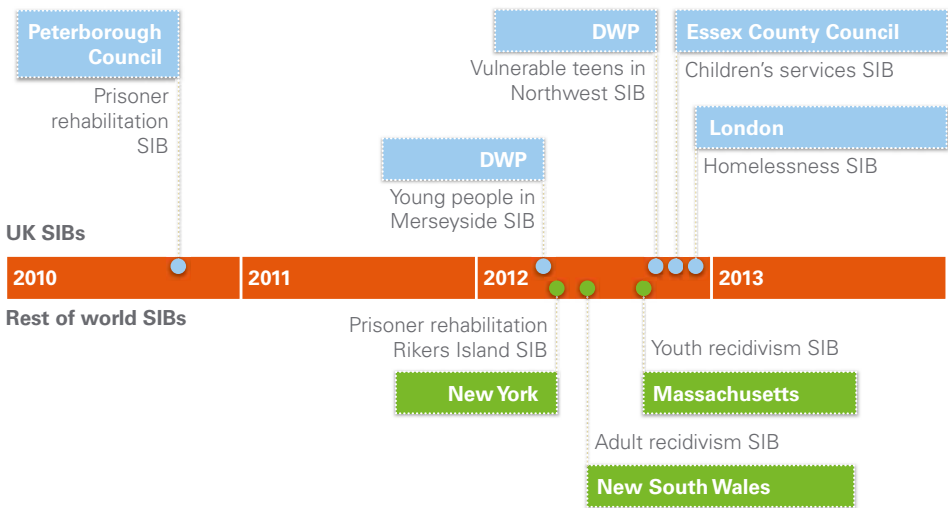 Peterborough
Council
Prisoner
rehabilitation
SIB
DWP
Vulnerable teens in
Northwest SIB
Essex County Council
Children's services SIB
London
Homelessness SIB
DWP
Young people in
Merseyside SIB
UK SIBs
2010
2011
2012
2013
Rest of world SIBs
Prisoner rehabilitation
Rikers Island SIB
New York
Youth recidivism SIB
Massachusetts
Adult recidivism SIB
New South Wales